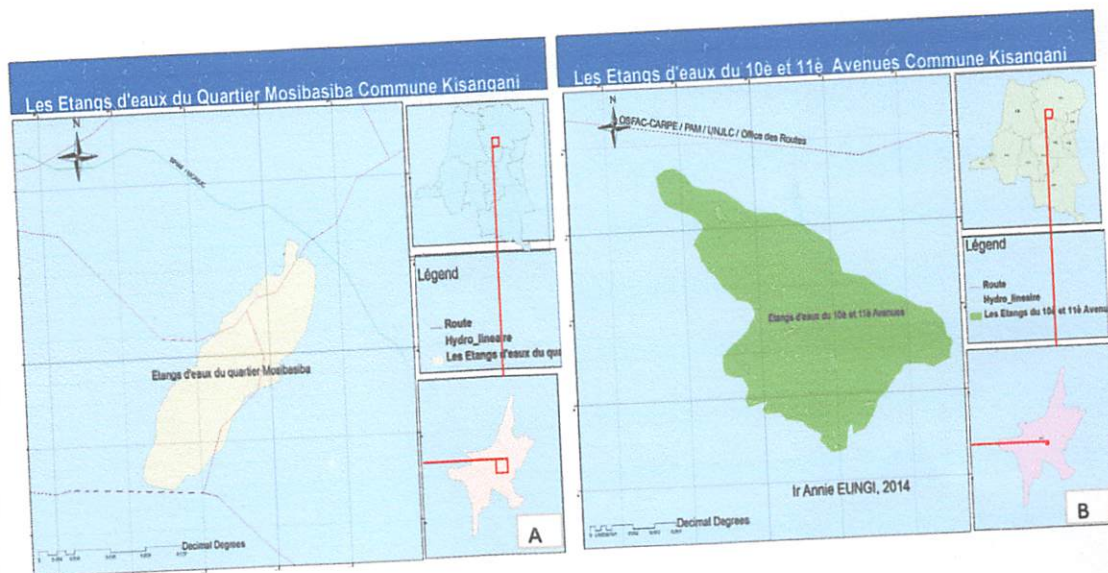 Les Etangs d'eaux du Quartier Mosibasiba Commune Kisangani
N
Légend
Route
Hydro_lineaire
Les Etangs d'eaux du qua
Etangs d'eaux du quartier Mosibasiba
Decimal Degrees
A
Les Etangs d'eaux du 10è et 11è Avenues Commune Kisangani
N
OSFAC-CARPE / PAM / UNJLC / Office des Routes
Légend
Route
Hydro_lineaire
Les Etangs du 10è et 11è Avenu
Etangs d'eaux du 10è et 11è Avenues
Ir Annie ELINGI, 2014
Decimal Degrees
B